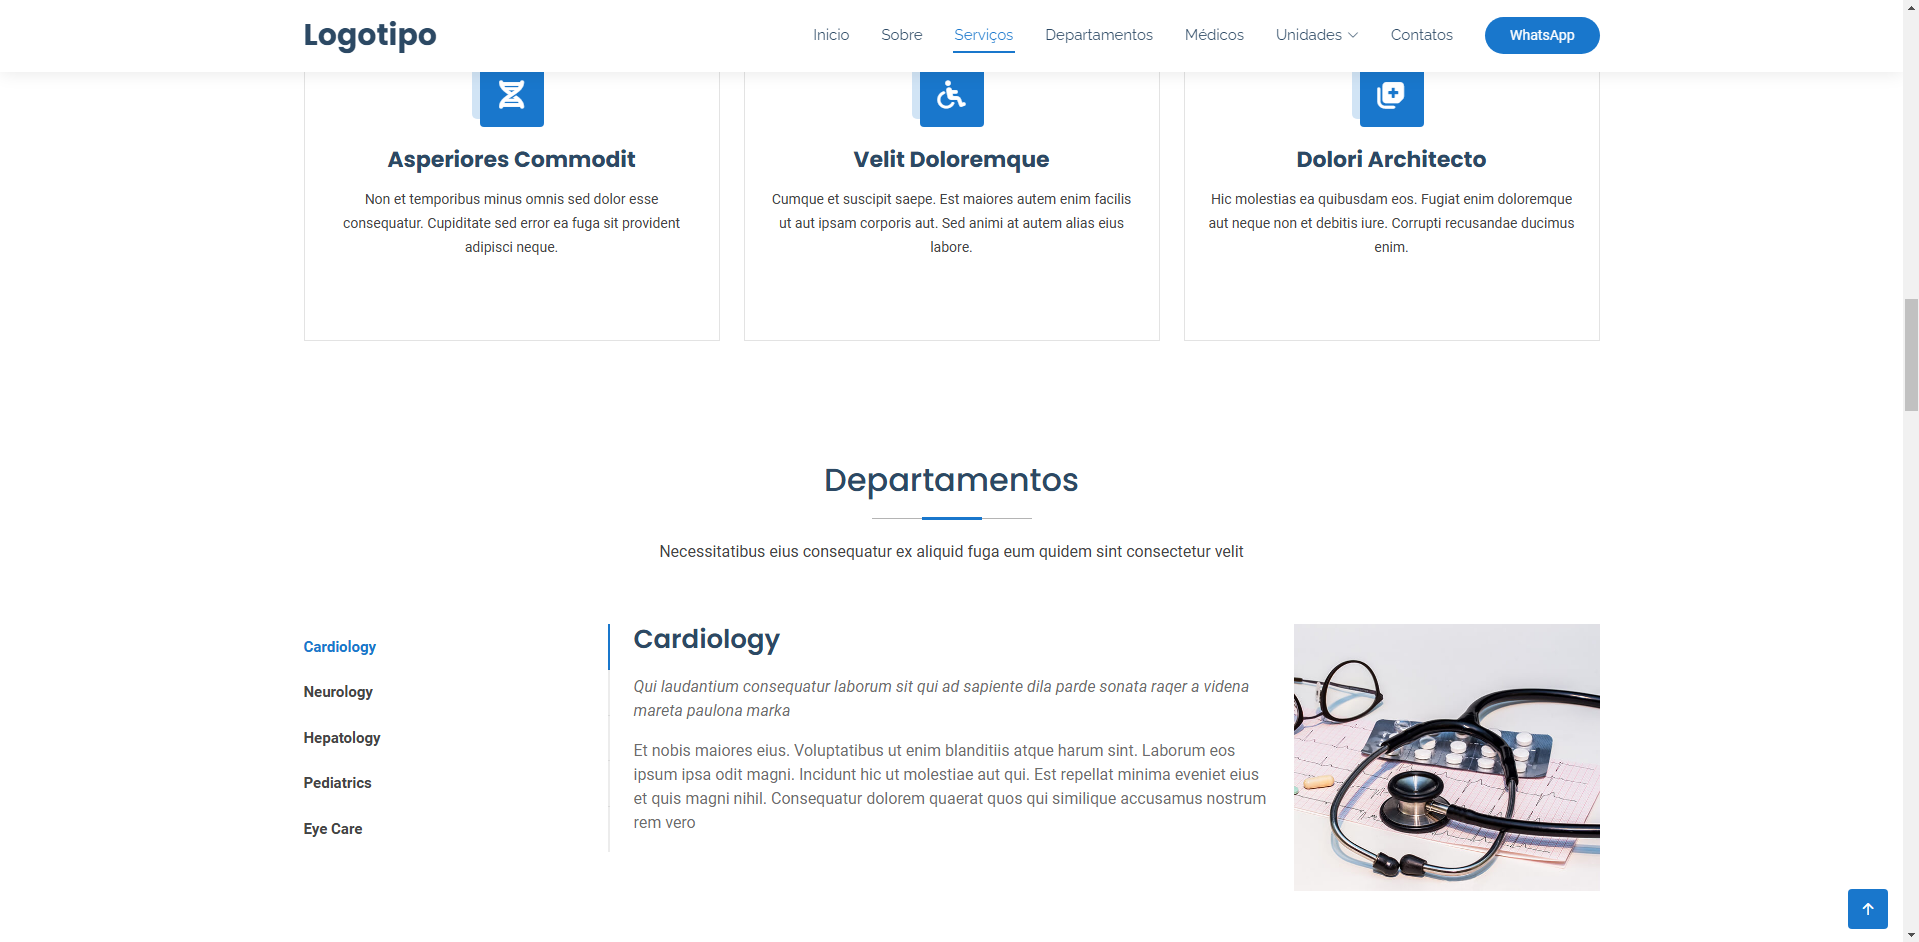 Logotipo
Inicio
Sobre
Serviços
Departamentos
Médicos
Unidades
Contatos
WhatsApp
Asperiores Commodit
Non et temporibus minus omnis sed dolor esse
consequatur. Cupiditate sed error ea fuga sit provident
adipisci neque.
Velit Doloremque
Cumque et suscipit saepe. Est maiores autem enim facilis
ut aut ipsam corporis aut. Sed animi at autem alias eius
labore.
Dolori Architecto
Hic molestias ea quibusdam eos. Fugiat enim doloremque
aut neque non et debitis iure. Corrupti recusandae ducimus
enim.
Departamentos
Necessitatibus eius consequatur ex aliquid fuga eum quidem sint consectetur velit
Cardiology
Neurology
Hepatology
Pediatrics
Eye Care
Cardiology
Qui laudantium consequatur laborum sit qui ad sapiente dila parde sonata raqer a videna
mareta paulona marka
Et nobis maiores eius. Voluptatibus ut enim blanditiis atque harum sint. Laborum eos
ipsum ipsa odit magni. Incidunt hic ut molestiae aut qui. Est repellat minima eveniet eius
et quis magni nihil. Consequatur dolorem quaerat quos qui similique accusamus nostrum
rem vero